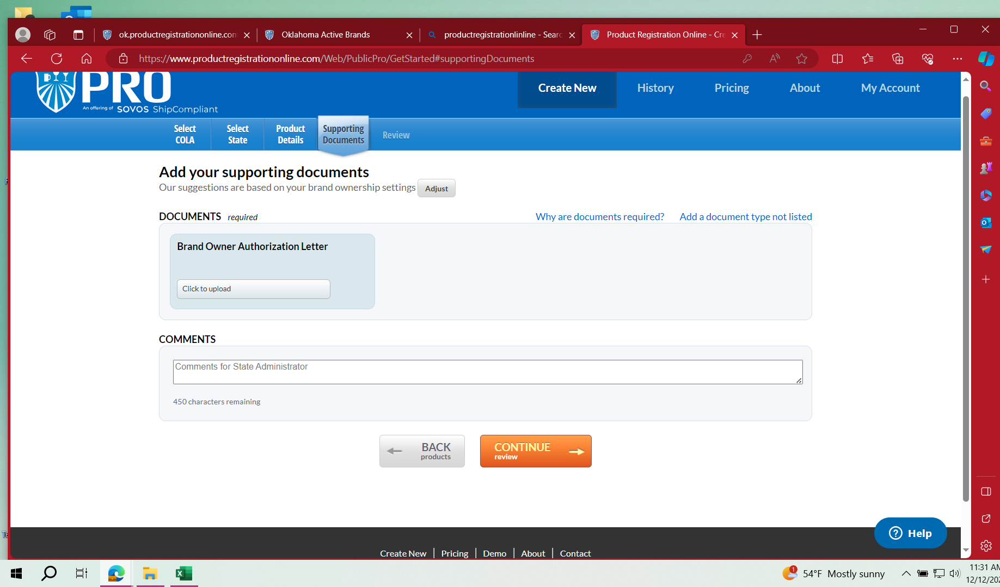 ok.productregistrationonline.com
Oklahoma Active Brands
productregistrationlinline - Searc
Product Registration Online - Cre
https://www.productregistrationonline.com/Web/PublicPro/GetStarted#supportingDocuments
PRO
An offering of SOVOS ShipCompliant
Create New
History
Pricing
About
My Account
Select
COLA
Select
State
Product
Details
Supporting
Documents
Review
Add your supporting documents
Our suggestions are based on your brand ownership settings
Adjust
DOCUMENTS required
Why are documents required?
Add a document type not listed
Brand Owner Authorization Letter
Click to upload
COMMENTS
Comments for State Administrator
450 characters remaining
BACK
products
CONTINUE
review
Help
Create New | Pricing | Demo | About | Contact
1
54°F Mostly sunny
11:31 AM
12/12/202